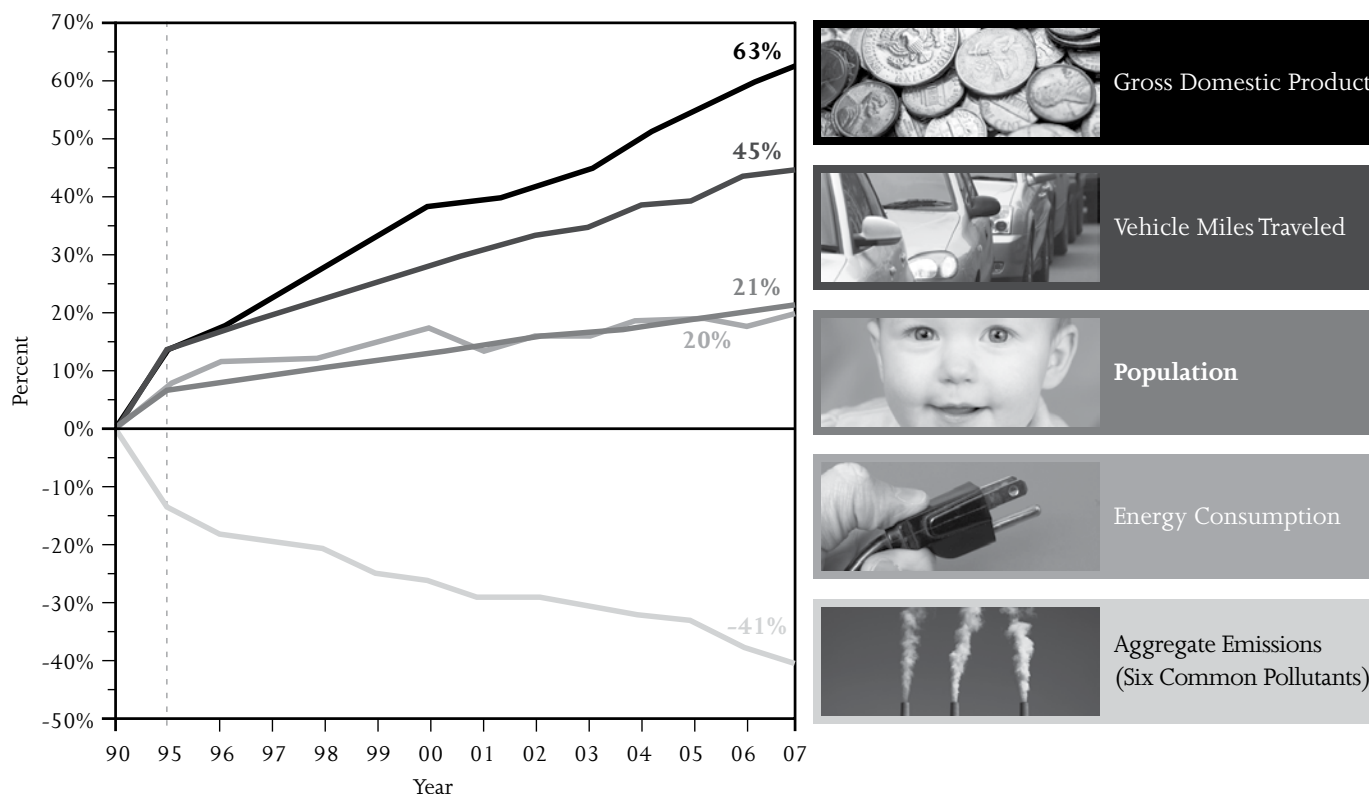 70%
60%
50%
40%
30%
20%
10%
0%
-10%
-20%
-30%
-40%
-50%
Percent
63%
45%
21%
20%
-41%
90 95 96 97 98 99 00 01 02 03 04 05 06 07
Year
Gross Domestic Product
Vehicle Miles Traveled
Population
Energy Consumption
Aggregate Emissions
(Six Common Pollutants)